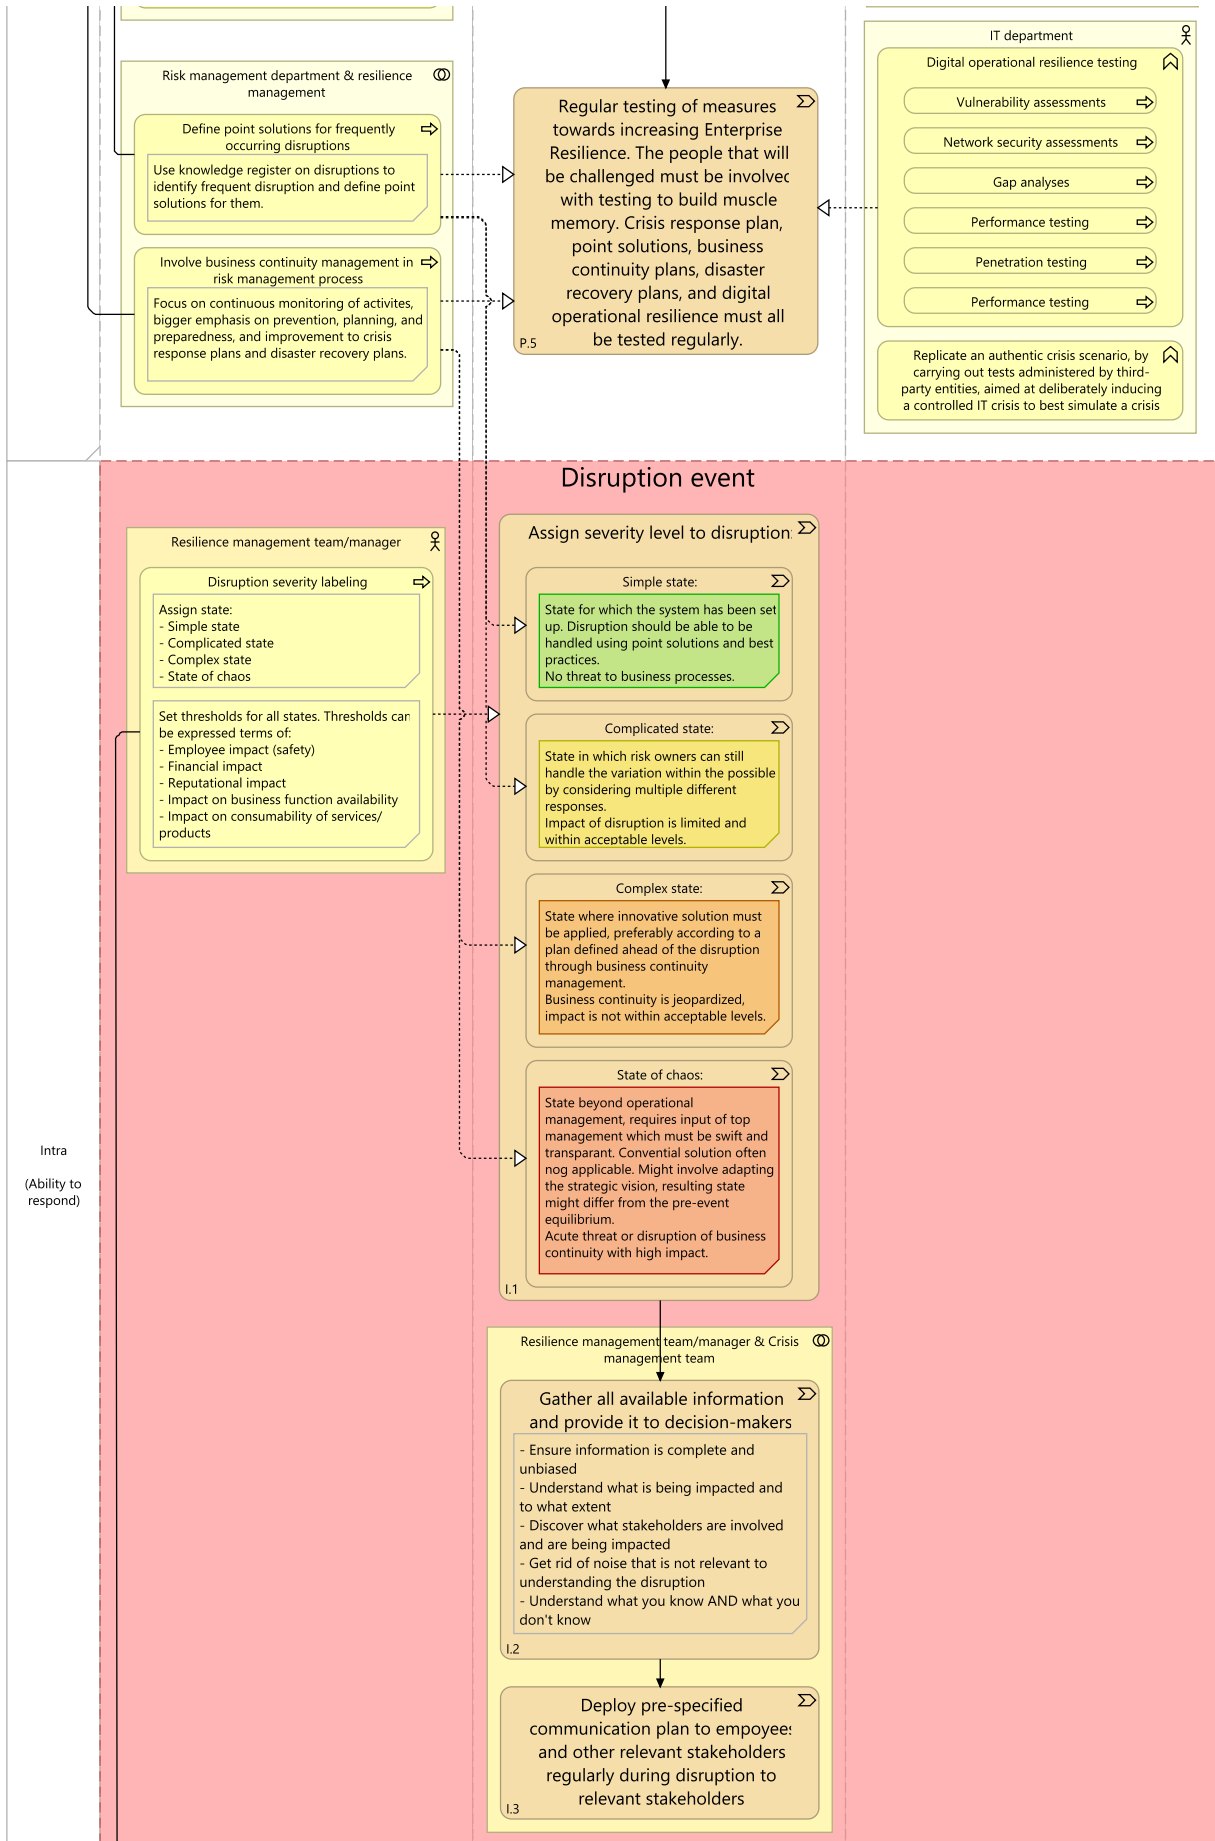 Risk management department & resilience
management
Define point solutions for frequently
occurring disruptions
Use knowledge register on disruptions to
identify frequent disruption and define point
solutions for them.
Involve business continuity management in
risk management process
Focus on continuous monitoring of activites,
bigger emphasis on prevention, planning, and
preparedness, and improvement to crisis
response plans and disaster recovery plans.
Regular testing of measures
towards increasing Enterprise
Resilience. The people that will
be challenged must be involved
with testing to build muscle
memory. Crisis response plan,
point solutions, business
continuity plans, disaster
recovery plans, and digital
operational resilience must all
be tested regularly.
P.5
IT department
Digital operational resilience testing
Vulnerability assessments
Network security assessments
Gap analyses
Performance testing
Penetration testing
Performance testing
Replicate an authentic crisis scenario, by
carrying out tests administered by third-
party entities, aimed at deliberately inducing
a controlled IT crisis to best simulate a crisis
Disruption event
Intra
(Ability to
respond)
Resilience management team/manager
Disruption severity labeling
Assign state:
- Simple state
- Complicated state
- Complex state
- State of chaos
Set thresholds for all states. Thresholds can
be expressed terms of:
- Employee impact (safety)
- Financial impact
- Reputational impact
- Impact on business function availability
- Impact on consumability of services/
products
Assign severity level to disruption:
Simple state:
State for which the system has been set
up. Disruption should be able to be
handled using point solutions and best
practices.
No threat to business processes.
Complicated state:
State in which risk owners can still
handle the variation within the possible
by considering multiple different
responses.
Impact of disruption is limited and
within acceptable levels.
Complex state:
State where innovative solution must
be applied, preferably according to a
plan defined ahead of the disruption
through business continuity
management.
Business continuity is jeopardized,
impact is not within acceptable levels.
State of chaos:
State beyond operational
management, requires input of top
management which must be swift and
transparant. Convential solution often
nog applicable. Might involve adapting
the strategic vision, resulting state
might differ from the pre-event
equilibrium.
Acute threat or disruption of business
continuity with high impact.
I.1
Resilience management team/manager & Crisis
management team
Gather all available information
and provide it to decision-makers
- Ensure information is complete and
unbiased
- Understand what is being impacted and
to what extent
- Discover what stakeholders are involved
and are being impacted
- Get rid of noise that is not relevant to
understanding the disruption
- Understand what you know AND what you
don't know
I.2
Deploy pre-specified
communication plan to empoyees
and other relevant stakeholders
regularly during disruption to
relevant stakeholders
I.3